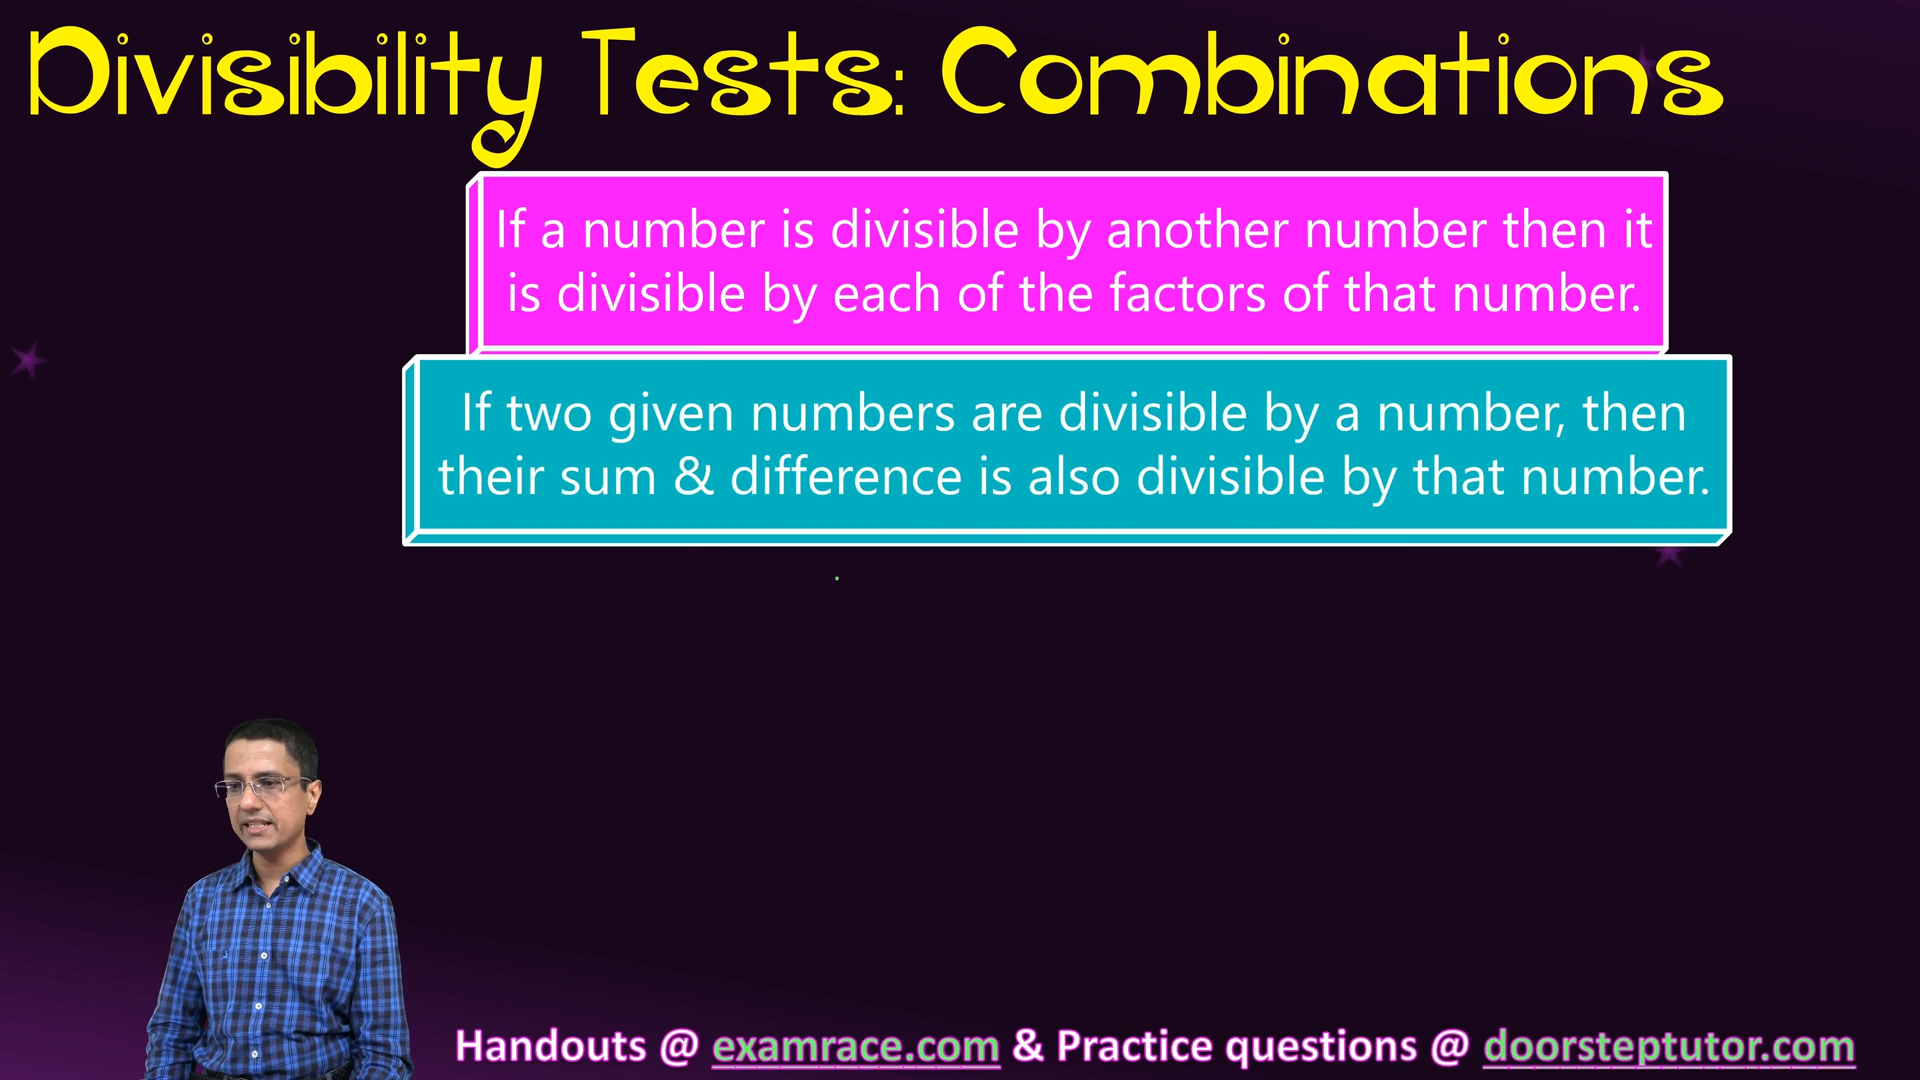 Divisibility Tests: Combinations
If a number is divisible by another number then it
is divisible by each of the factors of that number.
If two given numbers are divisible by a number, then
their sum & difference is also divisible by that number.
Handouts @ examrace.com & Practice questions @ doorsteptutor.com